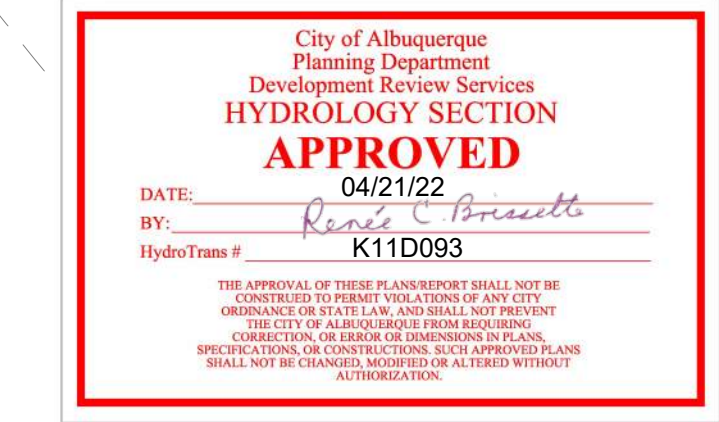 City of Albuquerque
Planning Department
Development Review Services
HYDROLOGY SECTION
APPROVED
DATE: 04/21/22
BY: Renée C. Brissette
HydroTrans # K11D093
THE APPROVAL OF THESE PLANS/REPORT SHALL NOT BE
CONSTRUED TO PERMIT VIOLATIONS OF ANY CITY
ORDINANCE OR STATE LAW, AND SHALL NOT PREVENT
THE CITY OF ALBUQUERQUE FROM REQUIRING
CORRECTION, OR ERROR OR DIMENSIONS IN PLANS,
SPECIFICATIONS, OR CONSTRUCTIONS. SUCH APPROVED PLANS
SHALL NOT BE CHANGED, MODIFIED OR ALTERED WITHOUT
AUTHORIZATION.